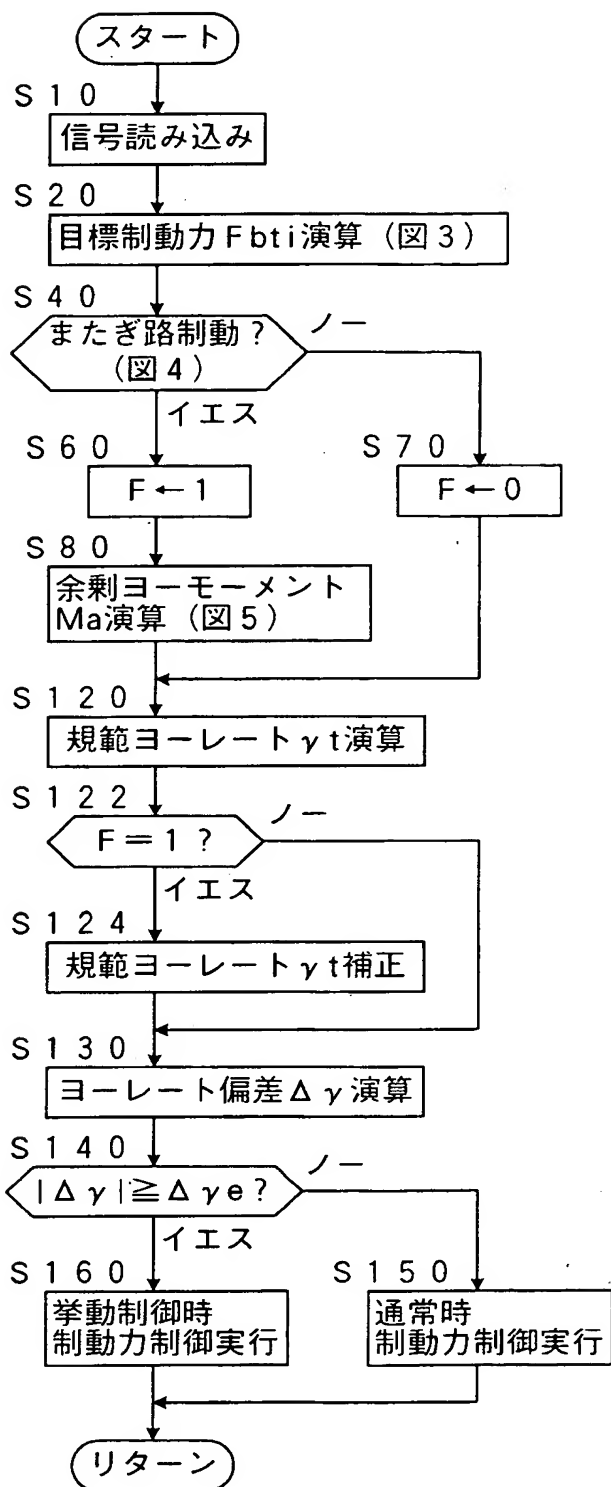 スタート
S10
信号読み込み
S20
目標制動力Fbti演算（図3）
S40
またぎ路制動？
（図4）
ノー
イエス
S60
F←1
S70
F←0
S80
余剰ヨーモーメント
Ma演算（図5）
S120
規範ヨーレートγt演算
S122
F＝1？
ノー
イエス
S124
規範ヨーレートγt補正
S130
ヨーレート偏差Δγ演算
S140
|Δγ|≧Δγe？
ノー
イエス
S160
挙動制御時
制動力制御実行
S150
通常時
制動力制御実行
リターン